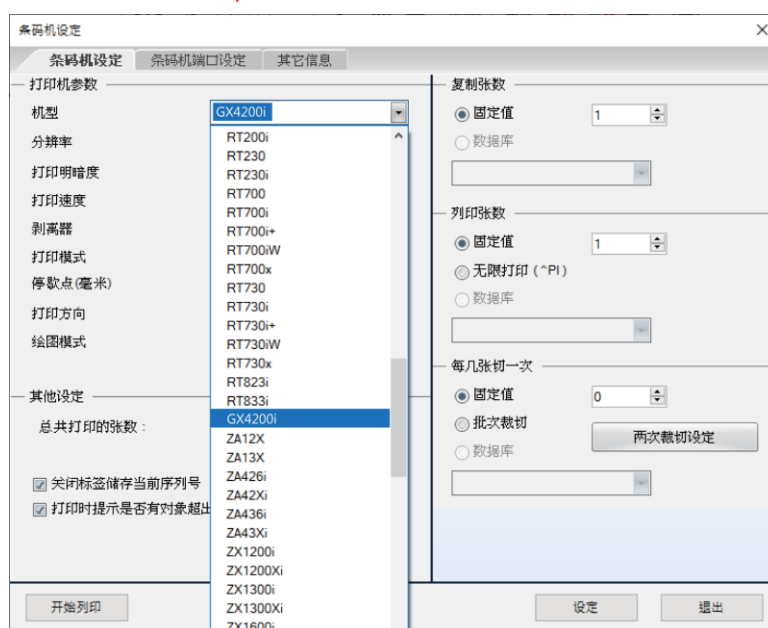 条码机设定
条码机设定 条码机端口设定 其它信息
打印机参数
机型 GX4200i
分辨率
打印明暗度
打印速度
剥离器
打印模式
停歇点(毫米)
打印方向
绘图模式
RT200i
RT230
RT230i
RT700
RT700i
RT700i+
RT700iW
RT700x
RT730
RT730i
RT730i+
RT730iW
RT730x
RT823i
RT833i
GX4200i
ZA12X
ZA13X
ZA426i
ZA42Xi
ZA436i
ZA43Xi
ZX1200i
ZX1200Xi
ZX1300i
ZX1300Xi
ZX1600i
其他设定
总共打印的张数：
关闭标签储存当前序列号
打印时提示是否有对象超出
复制张数
固定值 1
数据库
列印张数
固定值 1
无限打印 (^PI)
数据库
每几张切一次
固定值 0
批次裁切
两次裁切设定
数据库
开始列印 设定 退出